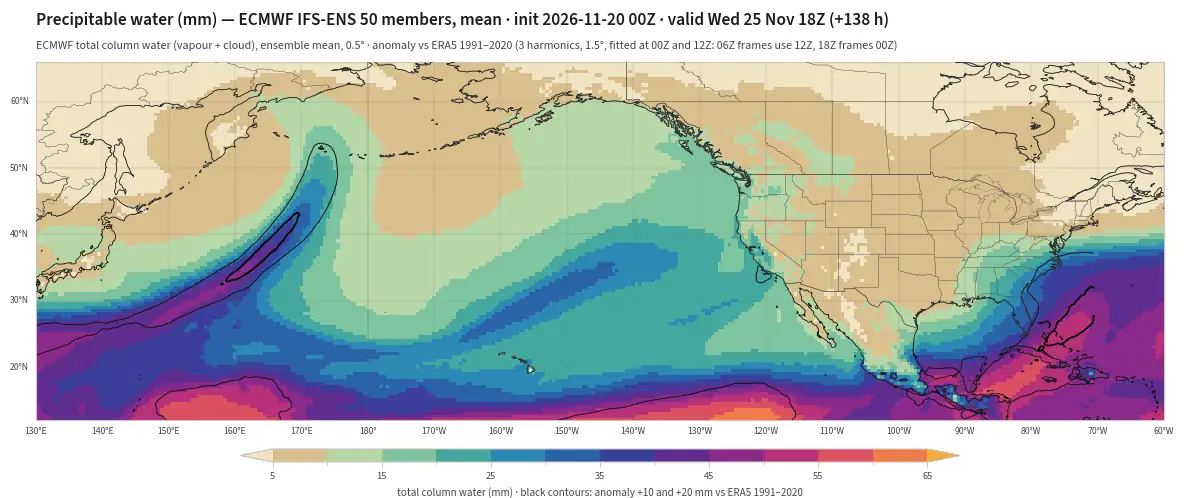 Precipitable water (mm) — ECMWF IFS-ENS 50 members, mean · init 2026-11-20 00Z · valid Wed 25 Nov 18Z (+138 h)
ECMWF total column water (vapour + cloud), ensemble mean, 0.5° · anomaly vs ERA5 1991–2020 (3 harmonics, 1.5°, fitted at 00Z and 12Z: 06Z frames use 12Z, 18Z frames 00Z)
60°N
50°N
40°N
30°N
20°N
130°E 140°E 150°E 160°E 170°E 180° 170°W 160°W 150°W 140°W 130°W 120°W 110°W 100°W 90°W 80°W 70°W 60°W
5 15 25 35 45 55 65
total column water (mm) · black contours: anomaly +10 and +20 mm vs ERA5 1991–2020